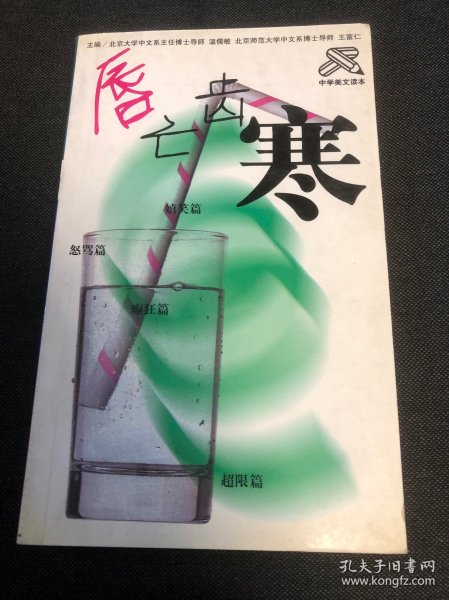 主编／北京大学中文系主任博士导师 温儒敏 北京师范大学中文系博士导师 王富仁
中学美文读本
唇亡齿寒
嬉笑篇
怒骂篇
癫狂篇
超限篇
孔夫子旧书网
www.kongfz.com